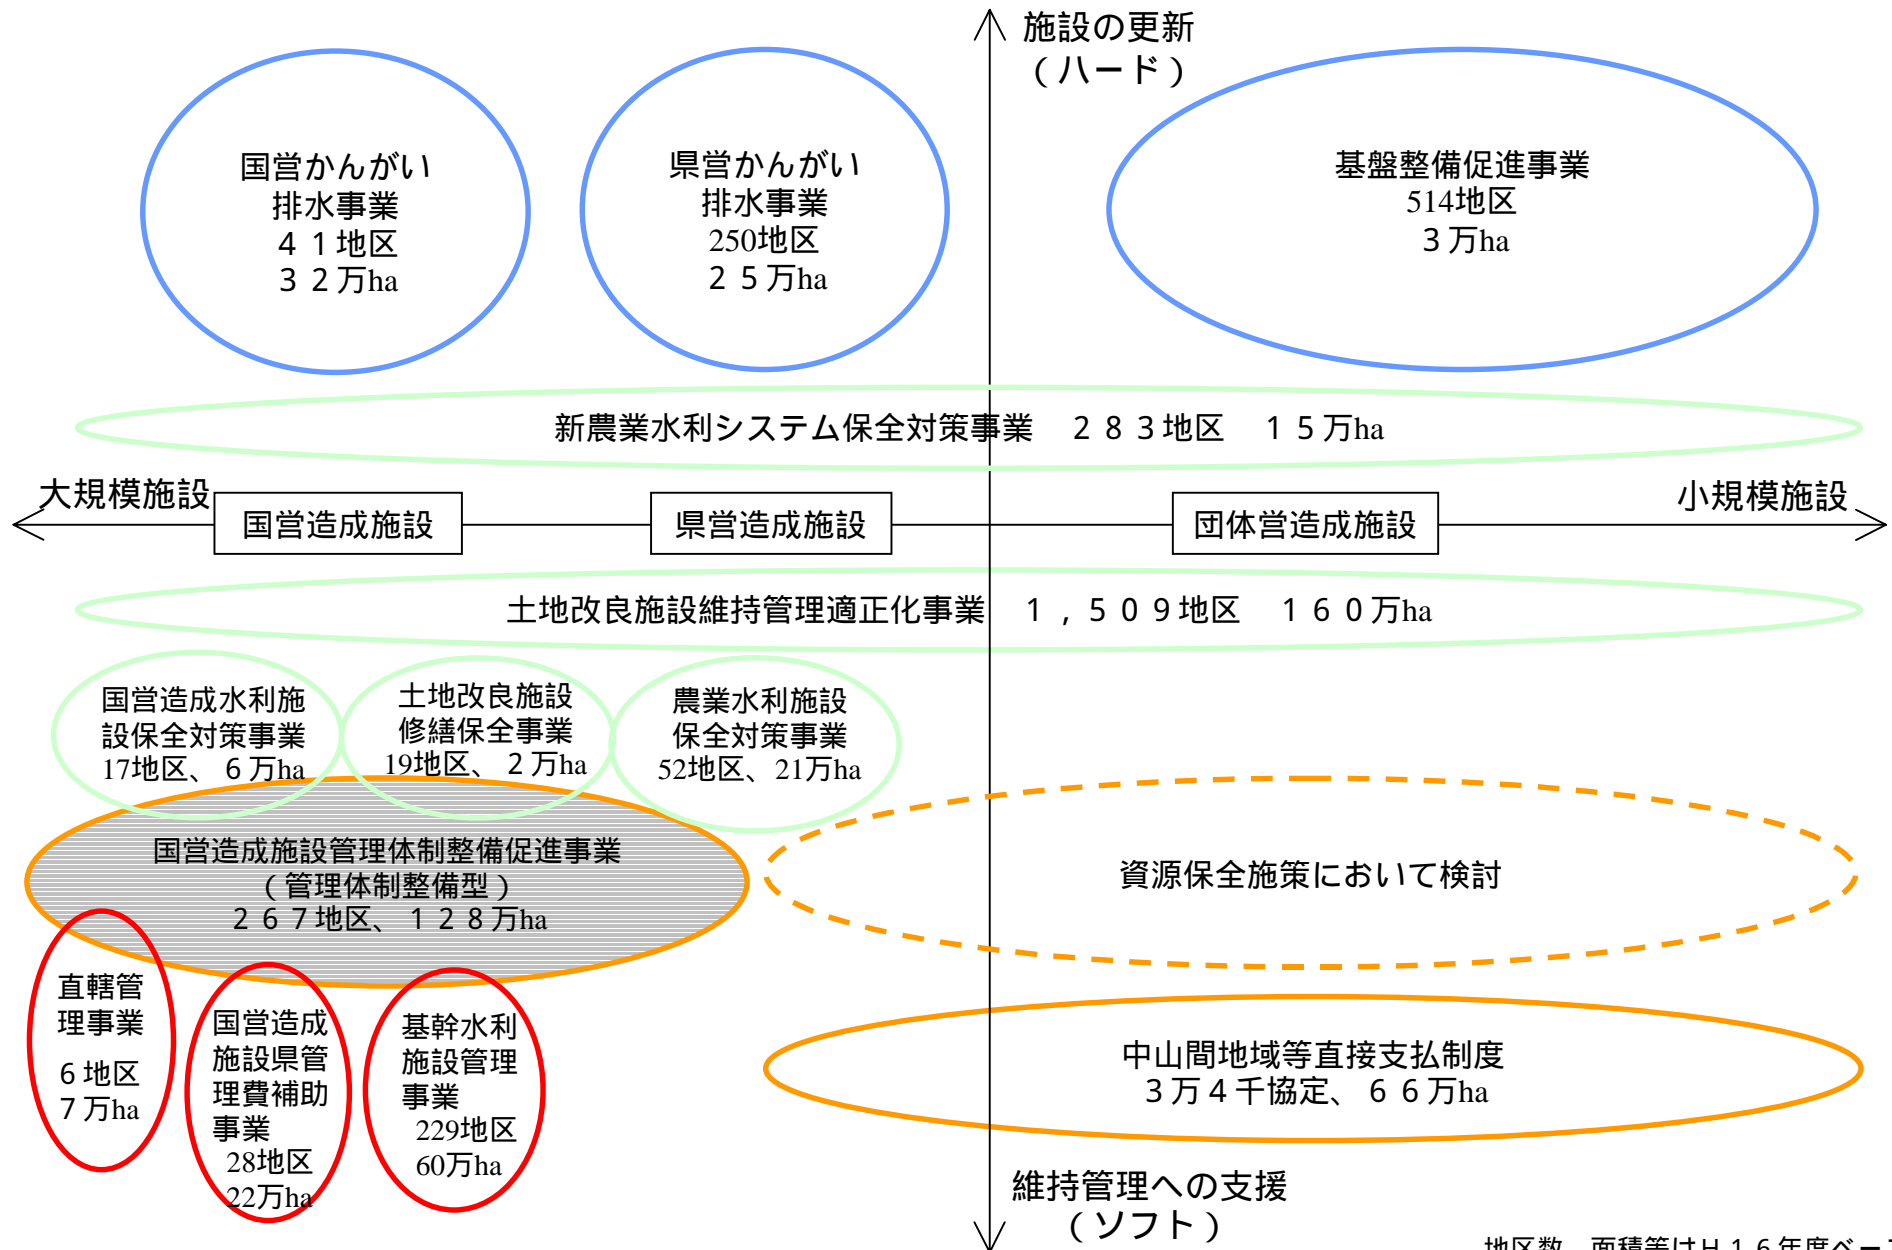 施設の更新
（ハード）
国営かんがい
排水事業
４１地区
３２万ha
県営かんがい
排水事業
250地区
２５万ha
基盤整備促進事業
514地区
３万ha
新農業水利システム保全対策事業　２８３地区　１５万ha
大規模施設
小規模施設
国営造成施設
県営造成施設
団体営造成施設
土地改良施設維持管理適正化事業　１，５０９地区　１６０万ha
国営造成水利施
設保全対策事業
17地区、６万ha
土地改良施設
修繕保全事業
19地区、２万ha
農業水利施設
保全対策事業
52地区、21万ha
国営造成施設管理体制整備促進事業
（管理体制整備型）
２６７地区、１２８万ha
資源保全施策において検討
直轄管
理事業
６地区
７万ha
国営造成
施設県管
理費補助
事業
28地区
22万ha
基幹水利
施設管理
事業
229地区
60万ha
中山間地域等直接支払制度
３万４千協定、６６万ha
維持管理への支援
（ソフト）
地区数、面積等はＨ１６年度ベース